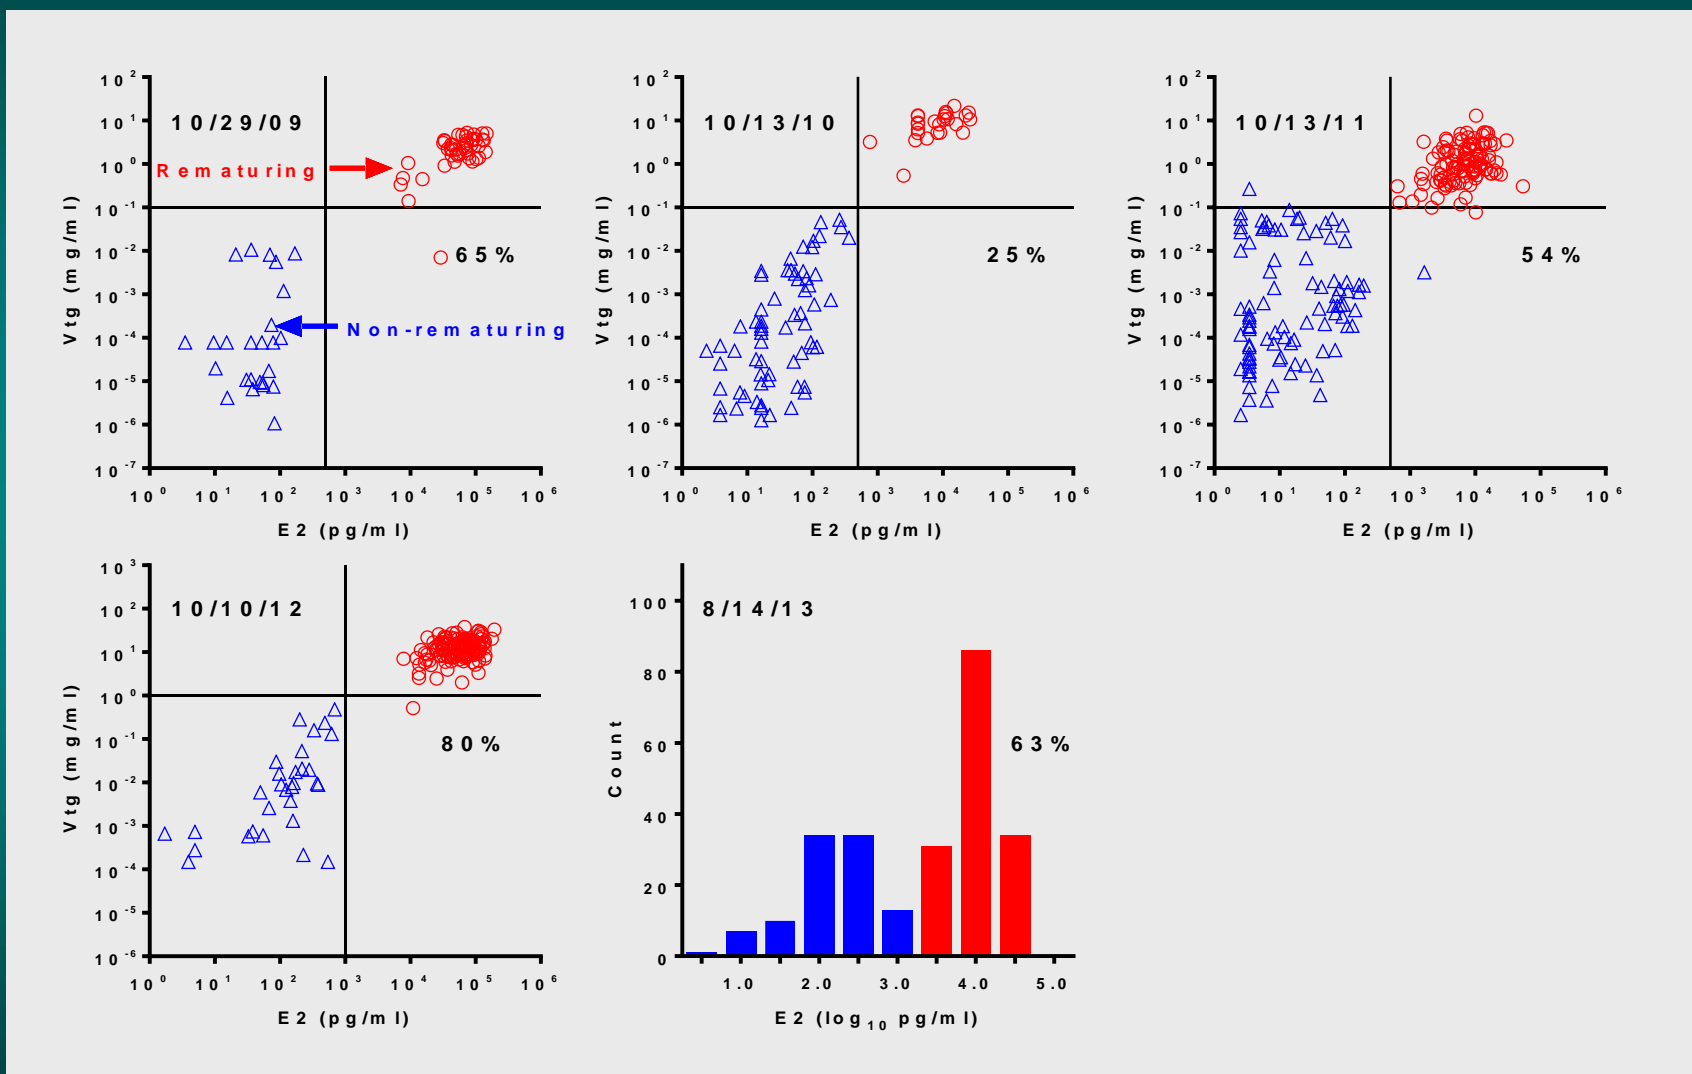 10/29/09
Rematuring
65%
Non-rematuring
Vtg (mg/ml)
10² 10¹ 10⁰ 10⁻¹ 10⁻² 10⁻³ 10⁻⁴ 10⁻⁵ 10⁻⁶ 10⁻⁷
10⁰ 10¹ 10² 10³ 10⁴ 10⁵ 10⁶
E2 (pg/ml)
10/13/10
25%
Vtg (mg/ml)
10² 10¹ 10⁰ 10⁻¹ 10⁻² 10⁻³ 10⁻⁴ 10⁻⁵ 10⁻⁶ 10⁻⁷
10⁰ 10¹ 10² 10³ 10⁴ 10⁵ 10⁶
E2 (pg/ml)
10/13/11
54%
Vtg (mg/ml)
10² 10¹ 10⁰ 10⁻¹ 10⁻² 10⁻³ 10⁻⁴ 10⁻⁵ 10⁻⁶ 10⁻⁷
10⁰ 10¹ 10² 10³ 10⁴ 10⁵ 10⁶
E2 (pg/ml)
10/10/12
80%
Vtg (mg/ml)
10³ 10² 10¹ 10⁰ 10⁻¹ 10⁻² 10⁻³ 10⁻⁴ 10⁻⁵ 10⁻⁶
10⁰ 10¹ 10² 10³ 10⁴ 10⁵ 10⁶
E2 (pg/ml)
8/14/13
63%
Count
100 80 60 40 20 0
1.0 2.0 3.0 4.0 5.0
E2 (log₁₀ pg/ml)